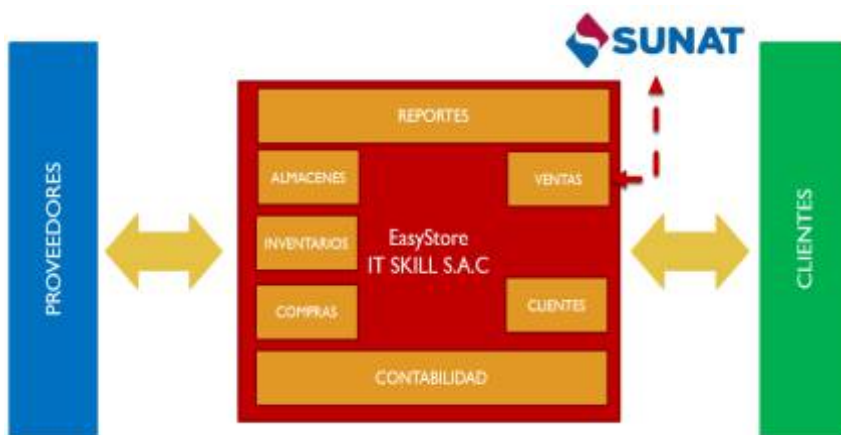 SUNAT
PROVEEDORES
REPORTES
ALMACENES
VENTAS
INVENTARIOS
EasyStore
IT SKILL S.A.C
COMPRAS
CLIENTES
CONTABILIDAD
CLIENTES